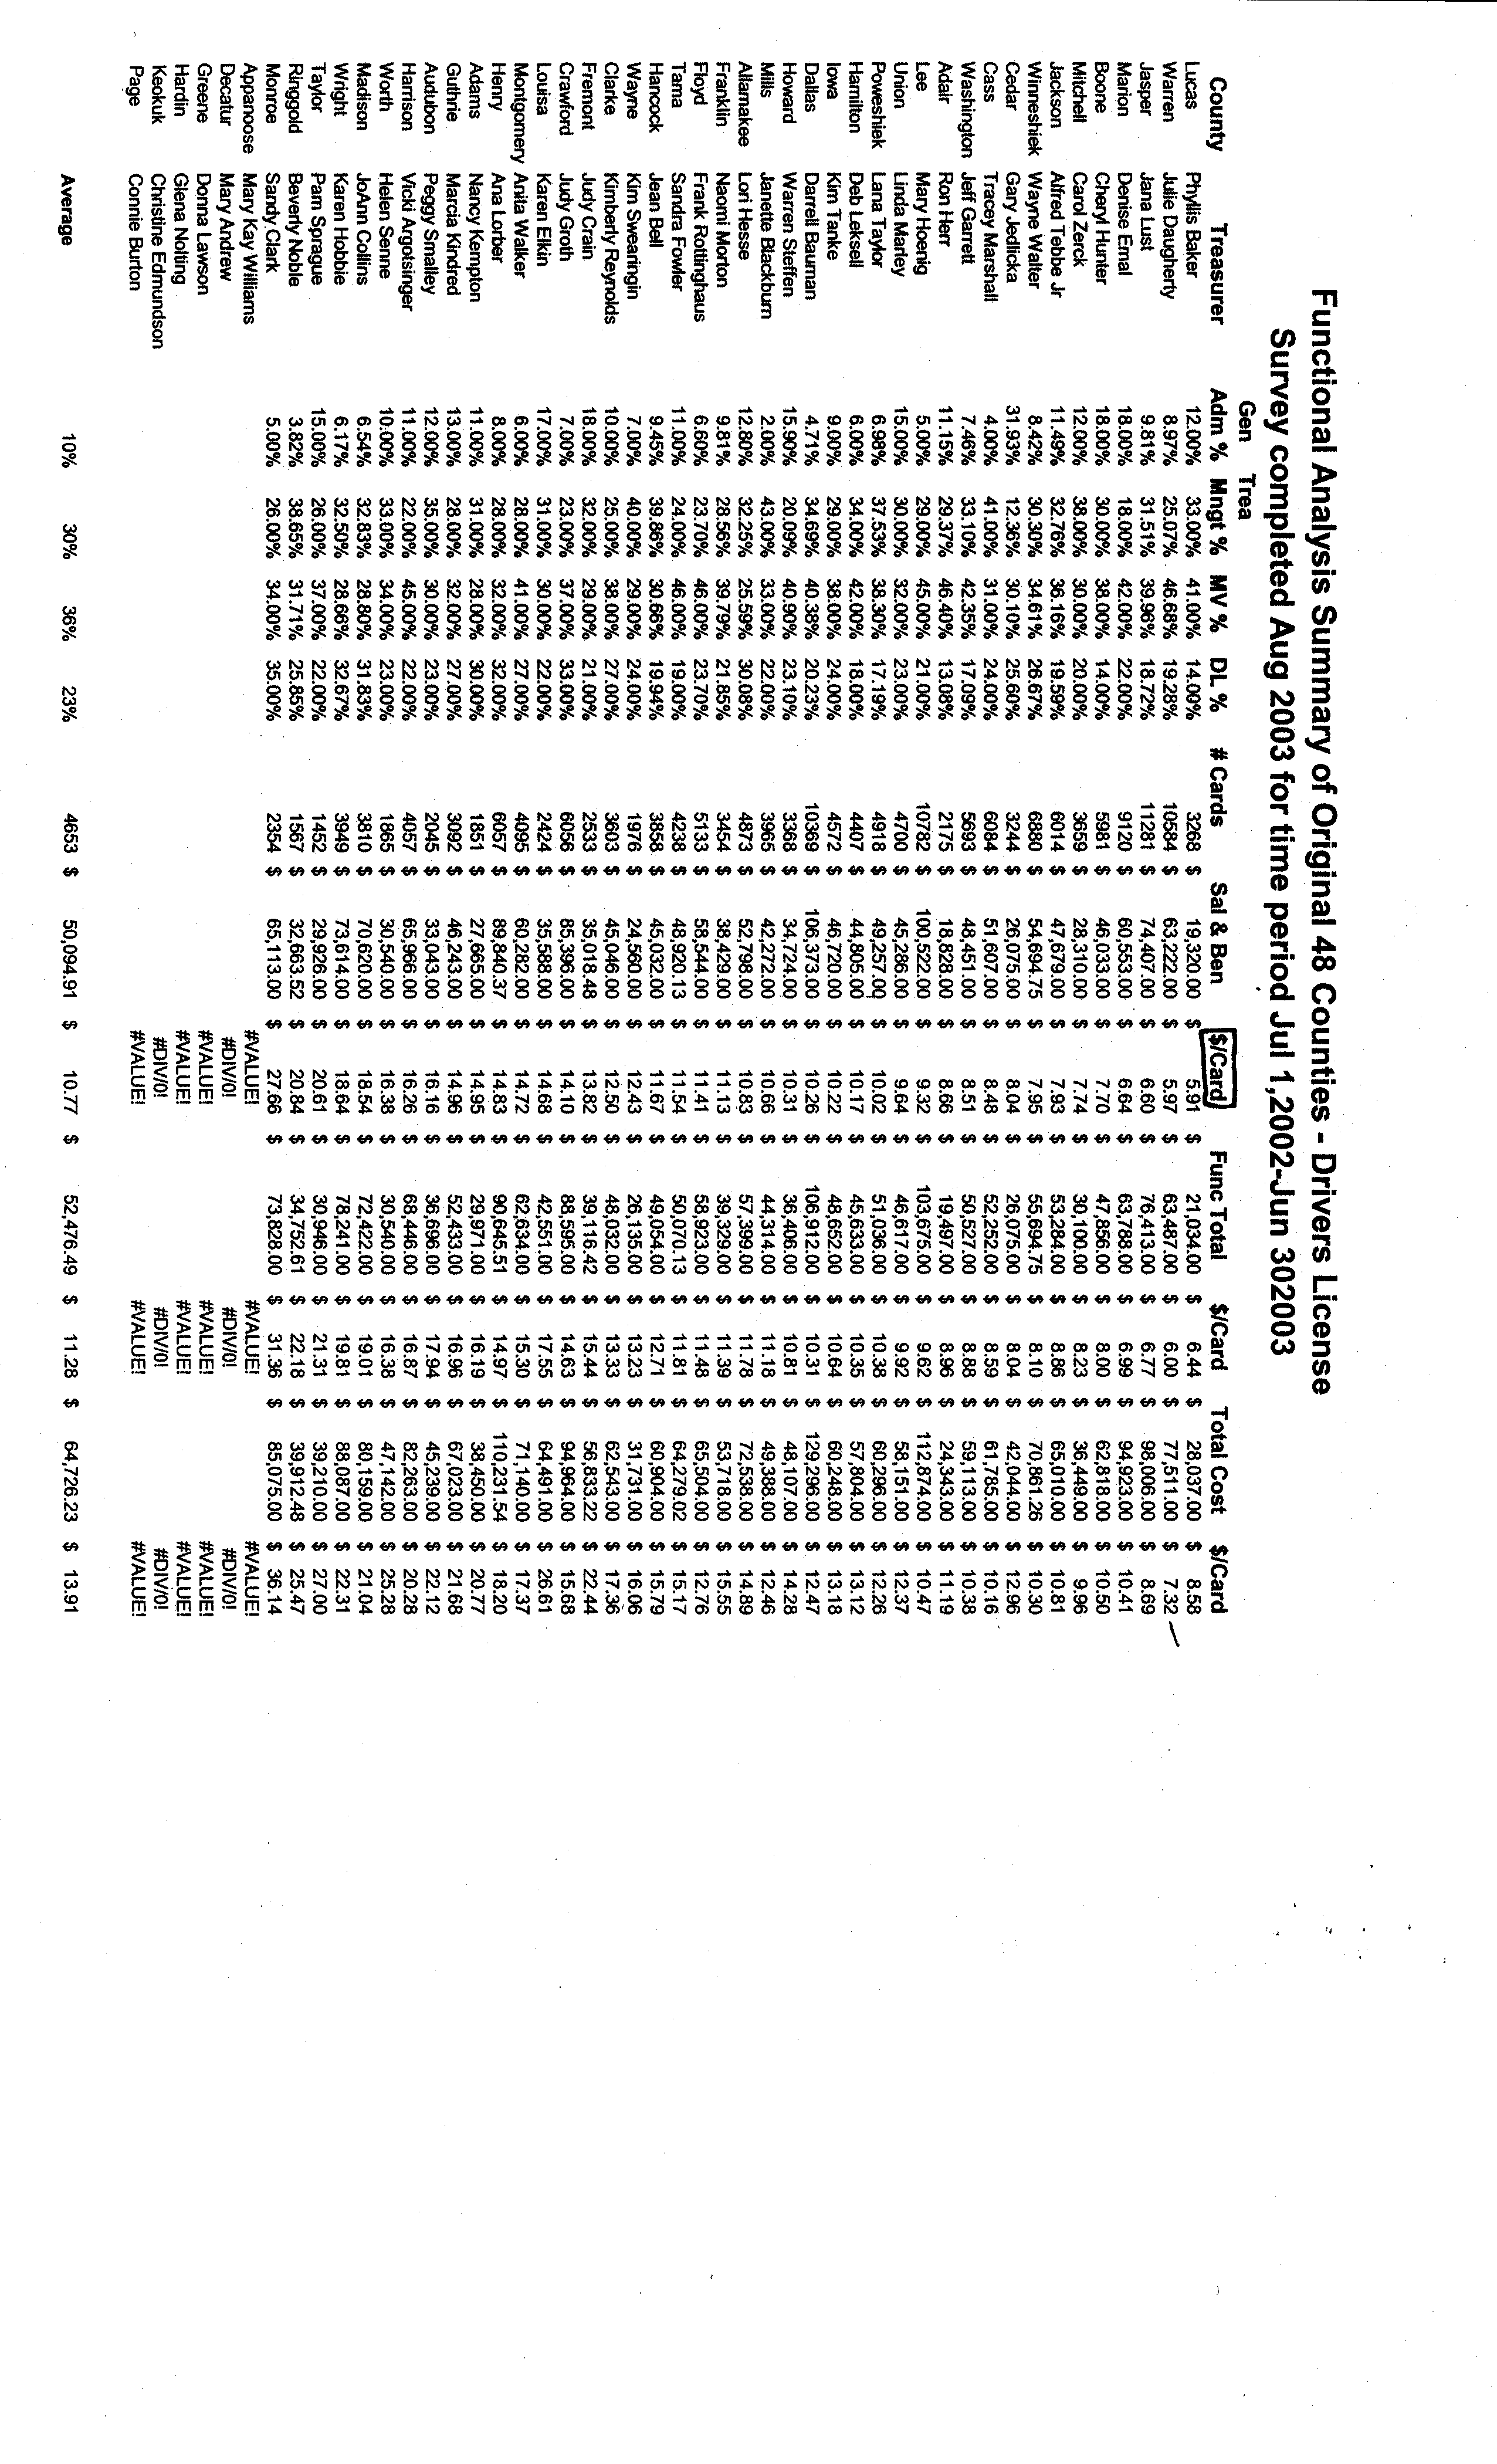 Functional Analysis Summary of Original 48 Counties - Drivers License
Survey completed Aug 2003 for time period Jul 1,2002-Jun 302003
Gen Trea
County Treasurer Adm % Mngt % MV % DL % # Cards Sal & Ben $/Card Func Total $/Card Total Cost $/Card
Lucas Phyllis Baker 12.00% 33.00% 41.00% 14.00% 3268 $ 19,320.00 $ 5.91 $ 21,034.00 $ 6.44 $ 28,037.00 $ 8.58
Warren Julie Daugherty 8.97% 25.07% 46.68% 19.28% 10584 $ 63,222.00 $ 5.97 $ 63,487.00 $ 6.00 $ 77,511.00 $ 7.32
Jasper Jana Lust 9.81% 31.51% 39.96% 18.72% 11281 $ 74,407.00 $ 6.60 $ 76,413.00 $ 6.77 $ 98,006.00 $ 8.69
Marion Denise Emal 18.00% 18.00% 42.00% 22.00% 9120 $ 60,553.00 $ 6.64 $ 63,788.00 $ 6.99 $ 94,923.00 $ 10.41
Boone Cheryl Hunter 18.00% 30.00% 38.00% 14.00% 5981 $ 46,033.00 $ 7.70 $ 47,856.00 $ 8.00 $ 62,818.00 $ 10.50
Mitchell Carol Zerck 12.00% 38.00% 30.00% 20.00% 3659 $ 28,310.00 $ 7.74 $ 30,100.00 $ 8.23 $ 36,449.00 $ 9.96
Jackson Alfred Tebbe Jr 11.49% 32.76% 36.16% 19.59% 6014 $ 47,679.00 $ 7.93 $ 53,284.00 $ 8.86 $ 65,010.00 $ 10.81
Winneshiek Wayne Walter 8.42% 30.30% 34.61% 26.67% 6880 $ 54,694.75 $ 7.95 $ 55,694.75 $ 8.10 $ 70,861.26 $ 10.30
Cedar Gary Jedlicka 31.93% 12.36% 30.10% 25.60% 3244 $ 26,075.00 $ 8.04 $ 26,075.00 $ 8.04 $ 42,044.00 $ 12.96
Cass Tracey Marshall 4.00% 41.00% 31.00% 24.00% 6084 $ 51,607.00 $ 8.48 $ 52,252.00 $ 8.59 $ 61,785.00 $ 10.16
Washington Jeff Garrett 7.46% 33.10% 42.35% 17.09% 5693 $ 48,451.00 $ 8.51 $ 50,527.00 $ 8.88 $ 59,113.00 $ 10.38
Adair Ron Herr 11.15% 29.37% 46.40% 13.08% 2175 $ 18,828.00 $ 8.66 $ 19,497.00 $ 8.96 $ 24,343.00 $ 11.19
Lee Mary Hoenig 5.00% 29.00% 45.00% 21.00% 10782 $ 100,522.00 $ 9.32 $ 103,675.00 $ 9.62 $ 112,874.00 $ 10.47
Union Linda Marley 15.00% 30.00% 32.00% 23.00% 4700 $ 45,286.00 $ 9.64 $ 46,617.00 $ 9.92 $ 58,151.00 $ 12.37
Poweshiek Lana Taylor 6.98% 37.53% 38.30% 17.19% 4918 $ 49,257.00 $ 10.02 $ 51,036.00 $ 10.38 $ 60,296.00 $ 12.26
Hamilton Deb Leksell 6.00% 34.00% 42.00% 18.00% 4407 $ 44,805.00 $ 10.17 $ 45,633.00 $ 10.35 $ 57,804.00 $ 13.12
Iowa Kim Tanke 9.00% 29.00% 38.00% 24.00% 4572 $ 46,720.00 $ 10.22 $ 48,652.00 $ 10.64 $ 60,248.00 $ 13.18
Dallas Darrell Bauman 4.71% 34.69% 40.38% 20.23% 10369 $ 106,373.00 $ 10.26 $ 106,912.00 $ 10.31 $ 129,296.00 $ 12.47
Howard Warren Steffen 15.90% 20.09% 40.90% 23.10% 3368 $ 34,724.00 $ 10.31 $ 36,406.00 $ 10.81 $ 48,107.00 $ 14.28
Mills Janette Blackburn 2.00% 43.00% 33.00% 22.00% 3965 $ 42,272.00 $ 10.66 $ 44,314.00 $ 11.18 $ 49,388.00 $ 12.46
Allamakee Lori Hesse 12.80% 32.25% 25.59% 30.08% 4873 $ 52,798.00 $ 10.83 $ 57,399.00 $ 11.78 $ 72,538.00 $ 14.89
Franklin Naomi Morton 9.81% 28.56% 39.79% 21.85% 3454 $ 38,429.00 $ 11.13 $ 39,329.00 $ 11.39 $ 53,718.00 $ 15.55
Floyd Frank Rottinghaus 6.60% 23.70% 46.00% 23.70% 5133 $ 58,544.00 $ 11.41 $ 58,923.00 $ 11.48 $ 65,504.00 $ 12.76
Tama Sandra Fowler 11.00% 24.00% 46.00% 19.00% 4238 $ 48,920.13 $ 11.54 $ 50,070.13 $ 11.81 $ 64,279.02 $ 15.17
Hancock Jean Bell 9.45% 39.86% 30.66% 19.94% 3858 $ 45,032.00 $ 11.67 $ 49,054.00 $ 12.71 $ 60,904.00 $ 15.79
Wayne Kim Swearingin 7.00% 40.00% 29.00% 24.00% 1976 $ 24,560.00 $ 12.43 $ 26,135.00 $ 13.23 $ 31,731.00 $ 16.06
Clarke Kimberly Reynolds 10.00% 25.00% 38.00% 27.00% 3603 $ 45,046.00 $ 12.50 $ 48,032.00 $ 13.33 $ 62,543.00 $ 17.36
Fremont Judy Crain 18.00% 32.00% 29.00% 21.00% 2533 $ 35,018.48 $ 13.82 $ 39,116.42 $ 15.44 $ 56,833.22 $ 22.44
Crawford Judy Groth 7.00% 23.00% 37.00% 33.00% 6056 $ 85,396.00 $ 14.10 $ 88,595.00 $ 14.63 $ 94,964.00 $ 15.68
Louisa Karen Elkin 17.00% 31.00% 30.00% 22.00% 2424 $ 35,588.00 $ 14.68 $ 42,551.00 $ 17.55 $ 64,491.00 $ 26.61
Montgomery Anita Walker 6.00% 28.00% 41.00% 27.00% 4095 $ 60,282.00 $ 14.72 $ 62,634.00 $ 15.30 $ 71,140.00 $ 17.37
Henry Ana Lorber 8.00% 28.00% 32.00% 32.00% 6057 $ 89,840.37 $ 14.83 $ 90,645.51 $ 14.97 $ 110,231.54 $ 18.20
Adams Nancy Kempton 11.00% 31.00% 28.00% 30.00% 1851 $ 27,665.00 $ 14.95 $ 29,971.00 $ 16.19 $ 38,450.00 $ 20.77
Guthrie Marcia Kindred 13.00% 28.00% 32.00% 27.00% 3092 $ 46,243.00 $ 14.96 $ 52,433.00 $ 16.96 $ 67,023.00 $ 21.68
Audubon Peggy Smalley 12.00% 35.00% 30.00% 23.00% 2045 $ 33,043.00 $ 16.16 $ 36,696.00 $ 17.94 $ 45,239.00 $ 22.12
Harrison Vicki Argotsinger 11.00% 22.00% 45.00% 22.00% 4057 $ 65,966.00 $ 16.26 $ 68,446.00 $ 16.87 $ 82,263.00 $ 20.28
Worth Helen Senne 10.00% 33.00% 34.00% 23.00% 1865 $ 30,540.00 $ 16.38 $ 30,540.00 $ 16.38 $ 47,142.00 $ 25.28
Madison JoAnn Collins 6.54% 32.83% 28.80% 31.83% 3810 $ 70,620.00 $ 18.54 $ 72,422.00 $ 19.01 $ 80,159.00 $ 21.04
Wright Karen Hobbie 6.17% 32.50% 28.66% 32.67% 3949 $ 73,614.00 $ 18.64 $ 78,241.00 $ 19.81 $ 88,087.00 $ 22.31
Taylor Pam Sprague 15.00% 26.00% 37.00% 22.00% 1452 $ 29,926.00 $ 20.61 $ 30,946.00 $ 21.31 $ 39,210.00 $ 27.00
Ringgold Beverly Noble 3.82% 38.65% 31.71% 25.85% 1567 $ 32,663.52 $ 20.84 $ 34,752.61 $ 22.18 $ 39,912.48 $ 25.47
Monroe Sandy Clark 5.00% 26.00% 34.00% 35.00% 2354 $ 65,113.00 $ 27.66 $ 73,828.00 $ 31.36 $ 85,075.00 $ 36.14
Appanoose Mary Kay Williams #VALUE! #VALUE! #VALUE!
Decatur Mary Andrew #DIV/0! #DIV/0! #DIV/0!
Greene Donna Lawson #VALUE! #VALUE! #VALUE!
Hardin Glena Nolting #VALUE! #VALUE! #VALUE!
Keokuk Christine Edmundson #DIV/0! #DIV/0! #DIV/0!
Page Connie Burton #VALUE! #VALUE! #VALUE!
Average 10% 30% 36% 23% 4653 $ 50,094.91 $ 10.77 $ 52,476.49 $ 11.28 $ 64,726.23 $ 13.91